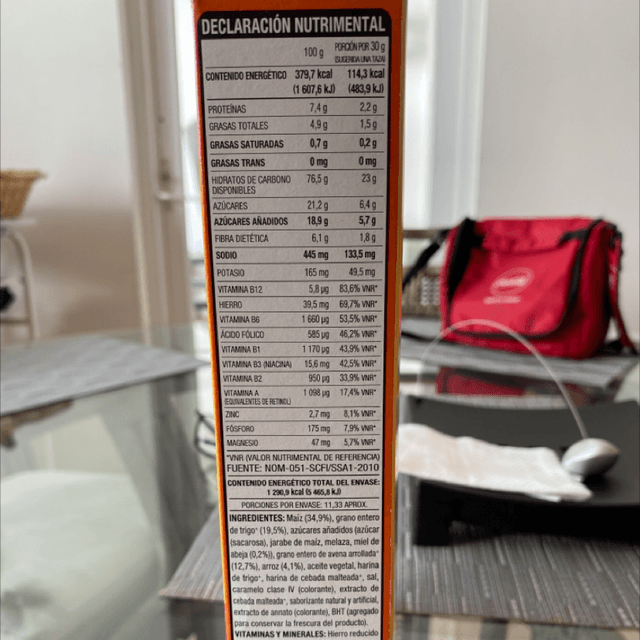 DECLARACIÓN NUTRIMENTAL
100 g PORCIÓN POR 30 g
(SUGERIDA UNA TAZA)
CONTENIDO ENERGÉTICO 379,7 kcal 114,3 kcal
(1 607,6 kJ) (483,9 kJ)
PROTEÍNAS 7,4 g 2,2 g
GRASAS TOTALES 4,9 g 1,5 g
GRASAS SATURADAS 0,7 g 0,2 g
GRASAS TRANS 0 mg 0 mg
HIDRATOS DE CARBONO 76,5 g 23 g
DISPONIBLES
AZÚCARES 21,2 g 6,4 g
AZÚCARES AÑADIDOS 18,9 g 5,7 g
FIBRA DIETÉTICA 6,1 g 1,8 g
SODIO 445 mg 133,5 mg
POTASIO 165 mg 49,5 mg
VITAMINA B12 5,8 µg 83,6% VNR*
HIERRO 39,5 mg 69,7% VNR*
VITAMINA B6 1 660 µg 53,5% VNR*
ÁCIDO FÓLICO 585 µg 46,2% VNR*
VITAMINA B1 1 170 µg 43,9% VNR*
VITAMINA B3 (NIACINA) 15,6 mg 42,5% VNR*
VITAMINA B2 950 µg 33,9% VNR*
VITAMINA A 1 098 µg 17,4% VNR*
(EQUIVALENTES DE RETINOL)
ZINC 2,7 mg 8,1% VNR*
FÓSFORO 175 mg 7,9% VNR*
MAGNESIO 47 mg 5,7% VNR*
*VNR (VALOR NUTRIMENTAL DE REFERENCIA)
FUENTE: NOM-051-SCFI/SSA1-2010
CONTENIDO ENERGÉTICO TOTAL DEL ENVASE:
1 290,9 kcal (5 465,8 kJ)
PORCIONES POR ENVASE: 11,33 APROX.
INGREDIENTES: Maíz (34,9%), grano entero
de trigo⁺ (19,5%), azúcares añadidos (azúcar
(sacarosa), jarabe de maíz, melaza, miel de
abeja (0,2%)), grano entero de avena arrollada⁺
(12,7%), arroz (4,1%), aceite vegetal, harina
de trigo⁺, harina de cebada malteada⁺, sal,
caramelo clase IV (colorante), extracto de
cebada malteada⁺, saborizante natural y artificial,
extracto de annato (colorante), BHT (agregado
para conservar la frescura del producto).
VITAMINAS Y MINERALES: Hierro reducido